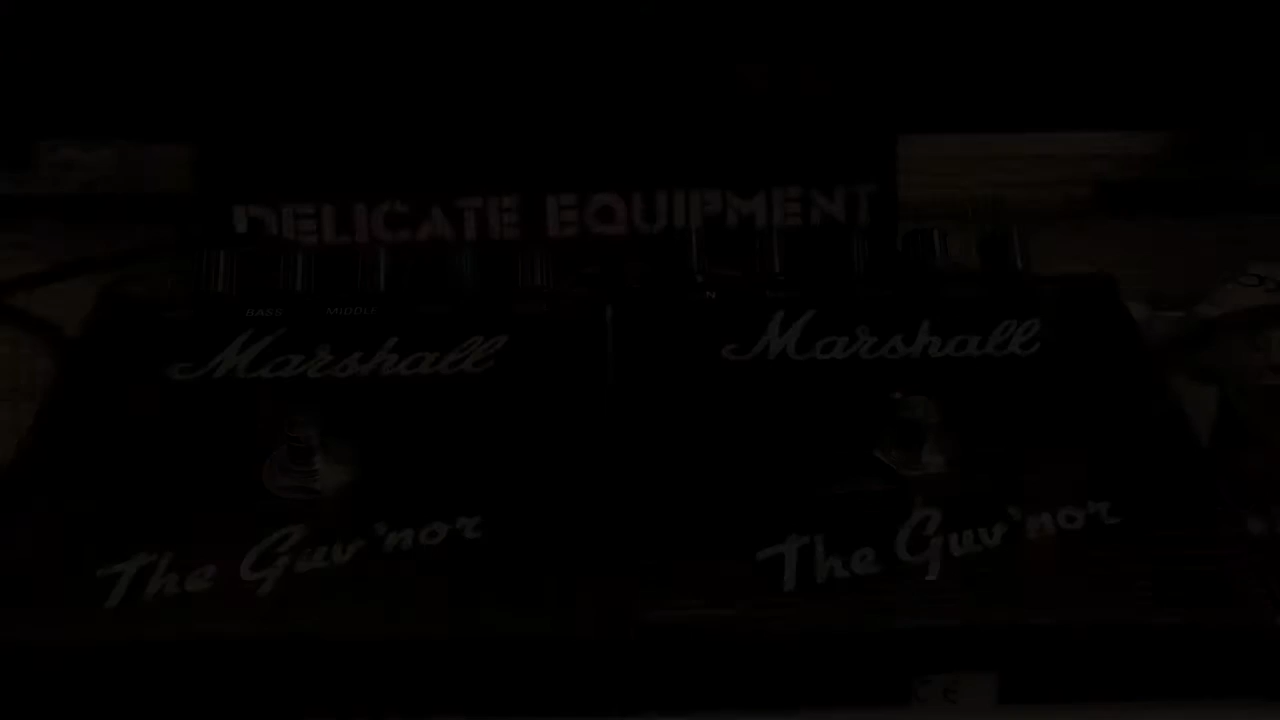 DELICATE EQUIPMENT
BASS MIDDLE
Marshall
Marshall
The Guv'nor
The Guv'nor